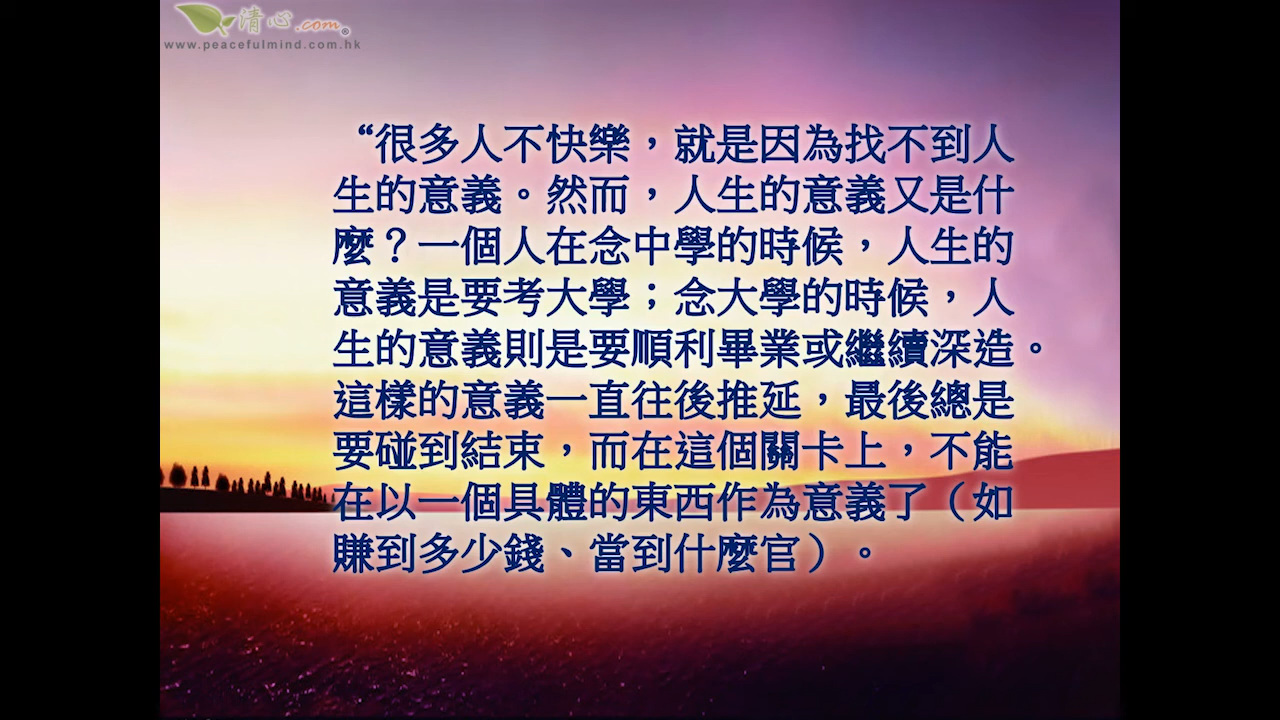 清心.com®
www.peacefulmind.com.hk
“很多人不快樂，就是因為找不到人
生的意義。然而，人生的意義又是什
麼？一個人在念中學的時候，人生的
意義是要考大學；念大學的時候，人
生的意義則是要順利畢業或繼續深造。
這樣的意義一直往後推延，最後總是
要碰到結束，而在這個關卡上，不能
在以一個具體的東西作為意義了（如
賺到多少錢、當到什麼官）。